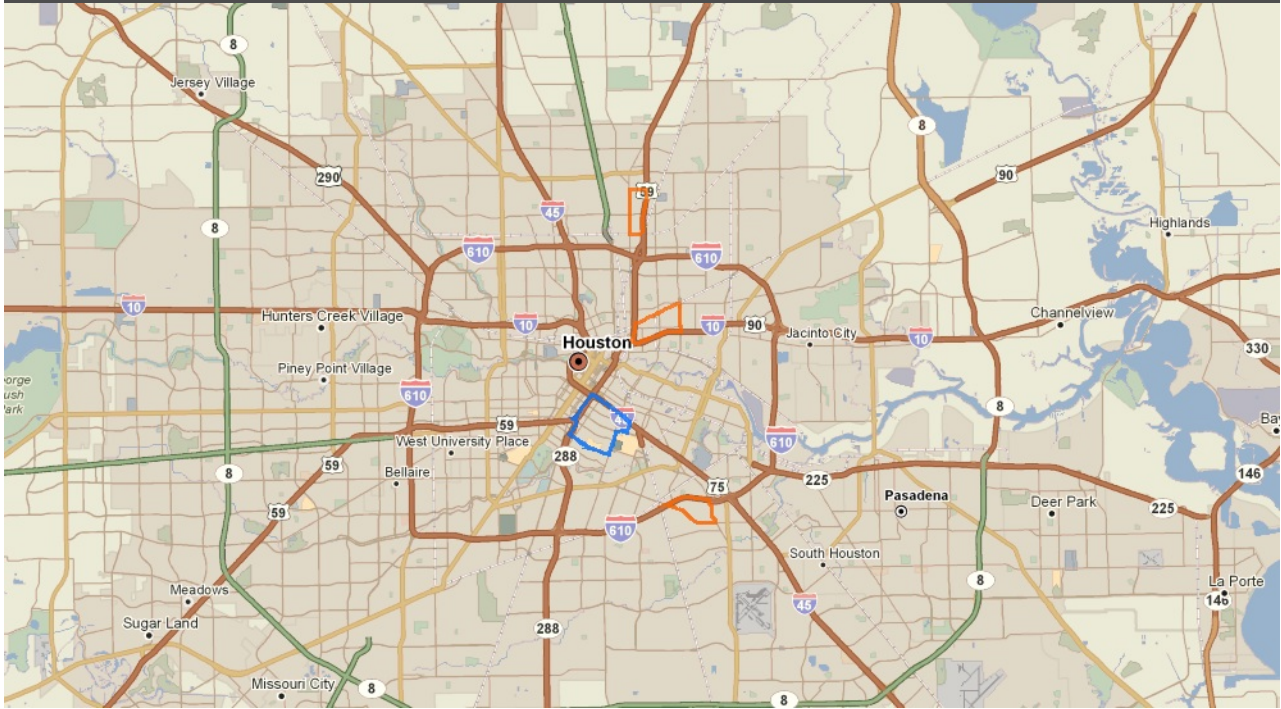 8
Jersey Village
8
290
90
59
45
Highlands
8
610
610
10
Hunters Creek Village
10
10
90
Jacinto City
10
Channelview
Houston
330
Piney Point Village
610
8
59
West University Place
610
146
288
59
Bellaire
8
75
225
Pasadena
Deer Park
225
59
610
South Houston
8
La Porte
Meadows
45
146
Sugar Land
288
Missouri City
8
8